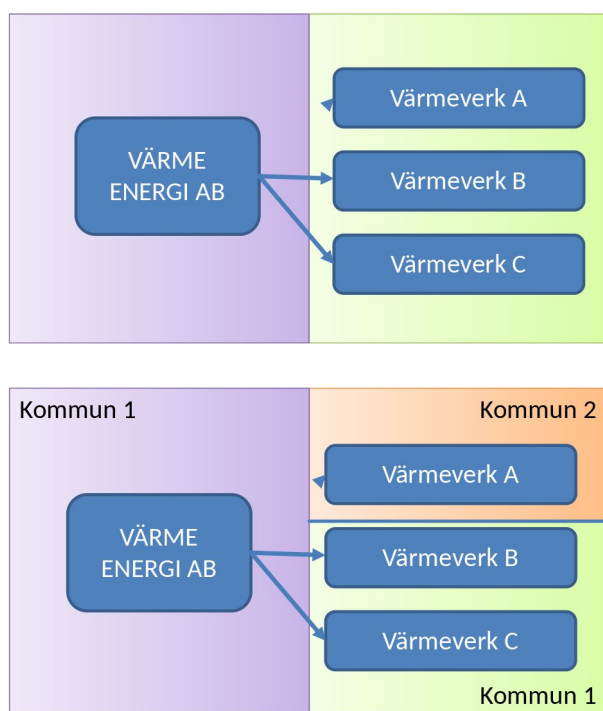 VÄRME
ENERGI AB
Värmeverk A
Värmeverk B
Värmeverk C
Kommun 1
Kommun 2
VÄRME
ENERGI AB
Värmeverk A
Värmeverk B
Värmeverk C
Kommun 1